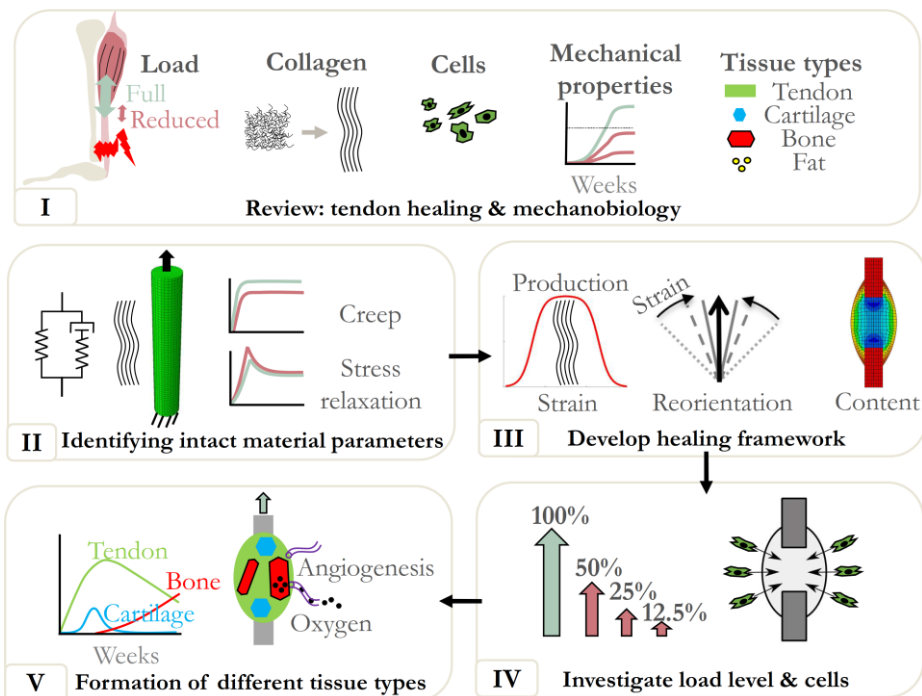 Load
Full
Reduced
Collagen
Cells
Mechanical
properties
Weeks
Tissue types
Tendon
Cartilage
Bone
Fat
I
Review: tendon healing & mechanobiology
Creep
Stress
relaxation
II
Identifying intact material parameters
Production
Strain
Strain
Reorientation
Content
III
Develop healing framework
100%
50%
25%
12.5%
IV
Investigate load level & cells
Tendon
Bone
Cartilage
Weeks
Angiogenesis
Oxygen
V
Formation of different tissue types